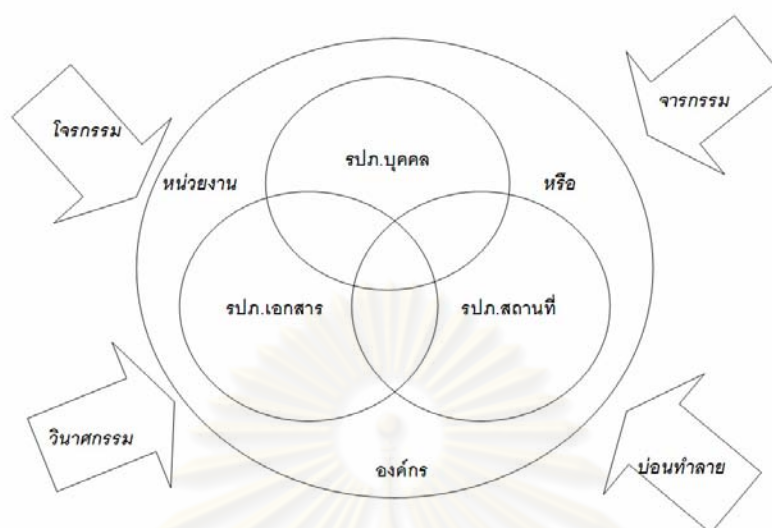 โจรกรรม
จารกรรม
รปภ.บุคคล
หน่วยงาน
หรือ
รปภ.เอกสาร
รปภ.สถานที่
วินาศกรรม
องค์กร
บ่อนทำลาย